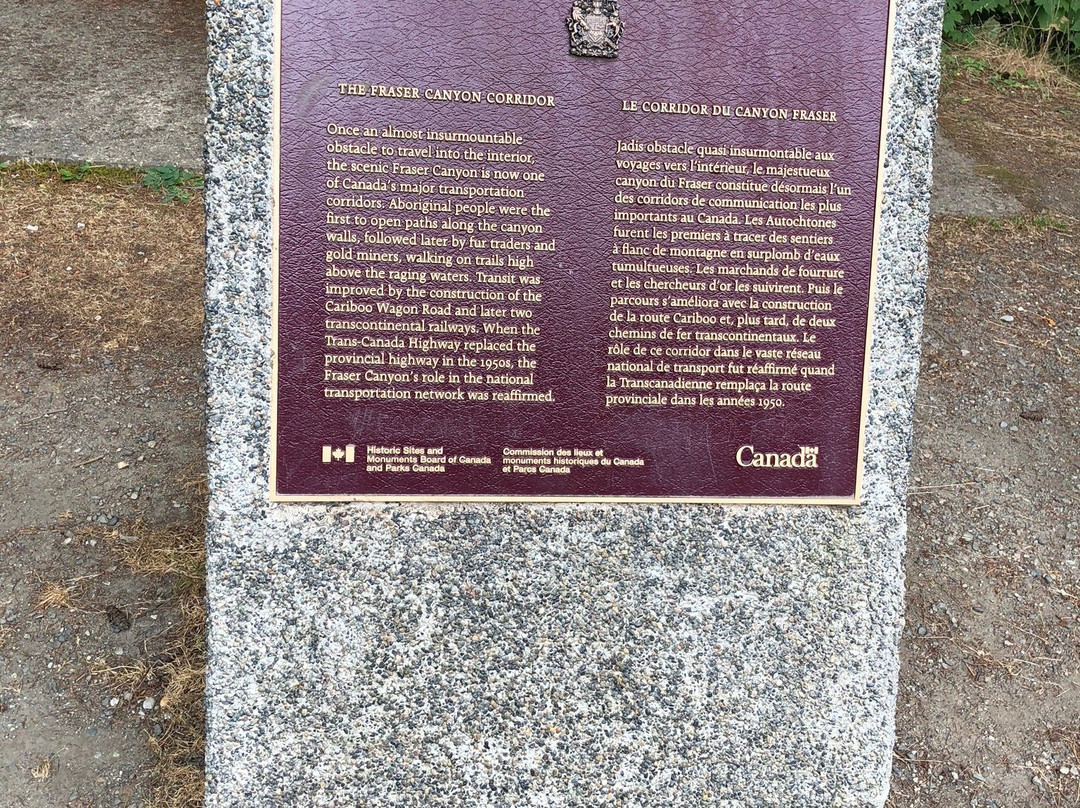 THE FRASER CANYON CORRIDOR
Once an almost insurmountable
obstacle to travel into the interior,
the scenic Fraser Canyon is now one
of Canada's major transportation
corridors. Aboriginal people were the
first to open paths along the canyon
walls, followed later by fur traders and
gold miners, walking on trails high
above the raging waters. Transit was
improved by the construction of the
Cariboo Wagon Road and later two
transcontinental railways. When the
Trans-Canada Highway replaced the
provincial highway in the 1950s, the
Fraser Canyon's role in the national
transportation network was reaffirmed.
LE CORRIDOR DU CANYON FRASER
Jadis obstacle quasi insurmontable aux
voyages vers l'intérieur, le majestueux
canyon du Fraser constitue désormais l'un
des corridors de communication les plus
importants au Canada. Les Autochtones
furent les premiers à tracer des sentiers
à flanc de montagne en surplomb d'eaux
tumultueuses. Les marchands de fourrure
et les chercheurs d'or les suivirent. Puis le
parcours s'améliora avec la construction
de la route Cariboo et, plus tard, de deux
chemins de fer transcontinentaux. Le
rôle de ce corridor dans le vaste réseau
national de transport fut réaffirmé quand
la Transcanadienne remplaça la route
provinciale dans les années 1950.
Historic Sites and
Monuments Board of Canada
and Parks Canada
Commission des lieux et
monuments historiques du Canada
et Parcs Canada
Canada